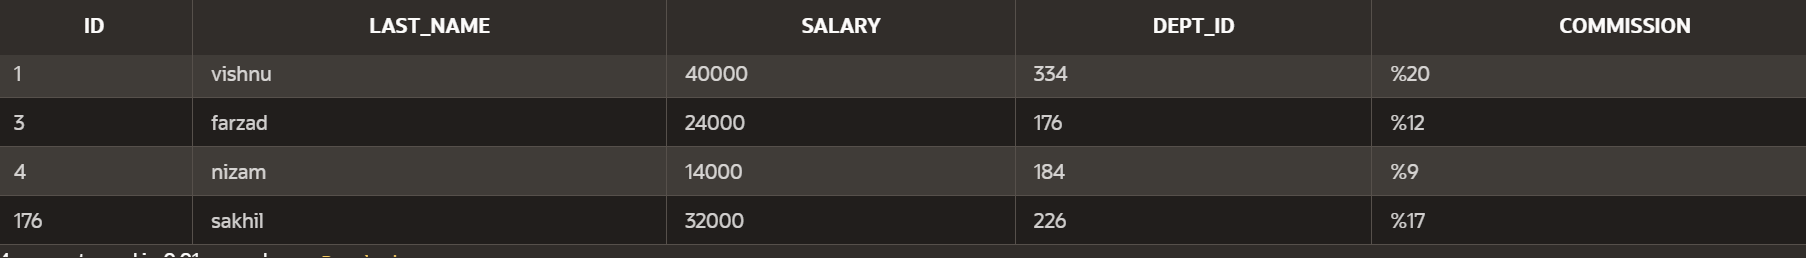 ID LAST_NAME SALARY DEPT_ID COMMISSION
1 vishnu 40000 334 %20
3 farzad 24000 176 %12
4 nizam 14000 184 %9
176 sakhil 32000 226 %17